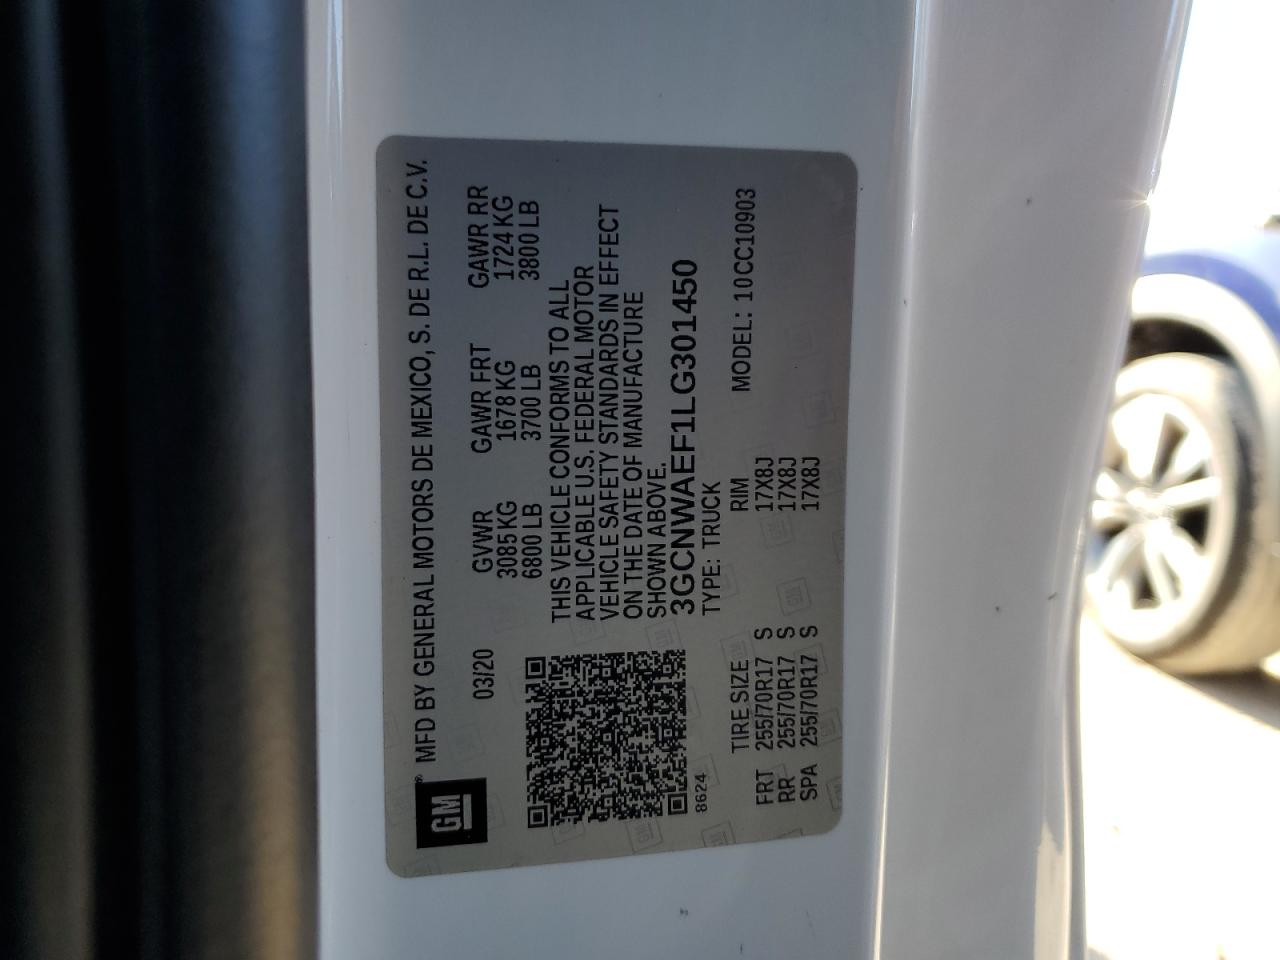 GM ® MFD BY GENERAL MOTORS DE MEXICO, S. DE R.L. DE C.V.
03/20 GVWR GAWR FRT GAWR RR
3085KG 1678 KG 1724 KG
6800 LB 3700 LB 3800 LB
THIS VEHICLE CONFORMS TO ALL
APPLICABLE U.S. FEDERAL MOTOR
VEHICLE SAFETY STANDARDS IN EFFECT
ON THE DATE OF MANUFACTURE
SHOWN ABOVE.
3GCNWAEF1LG301450
8624 TYPE: TRUCK
TIRE SIZE RIM MODEL: 10CC10903
FRT 255/70R17 S 17X8J
RR 255/70R17 S 17X8J
SPA 255/70R17 S 17X8J